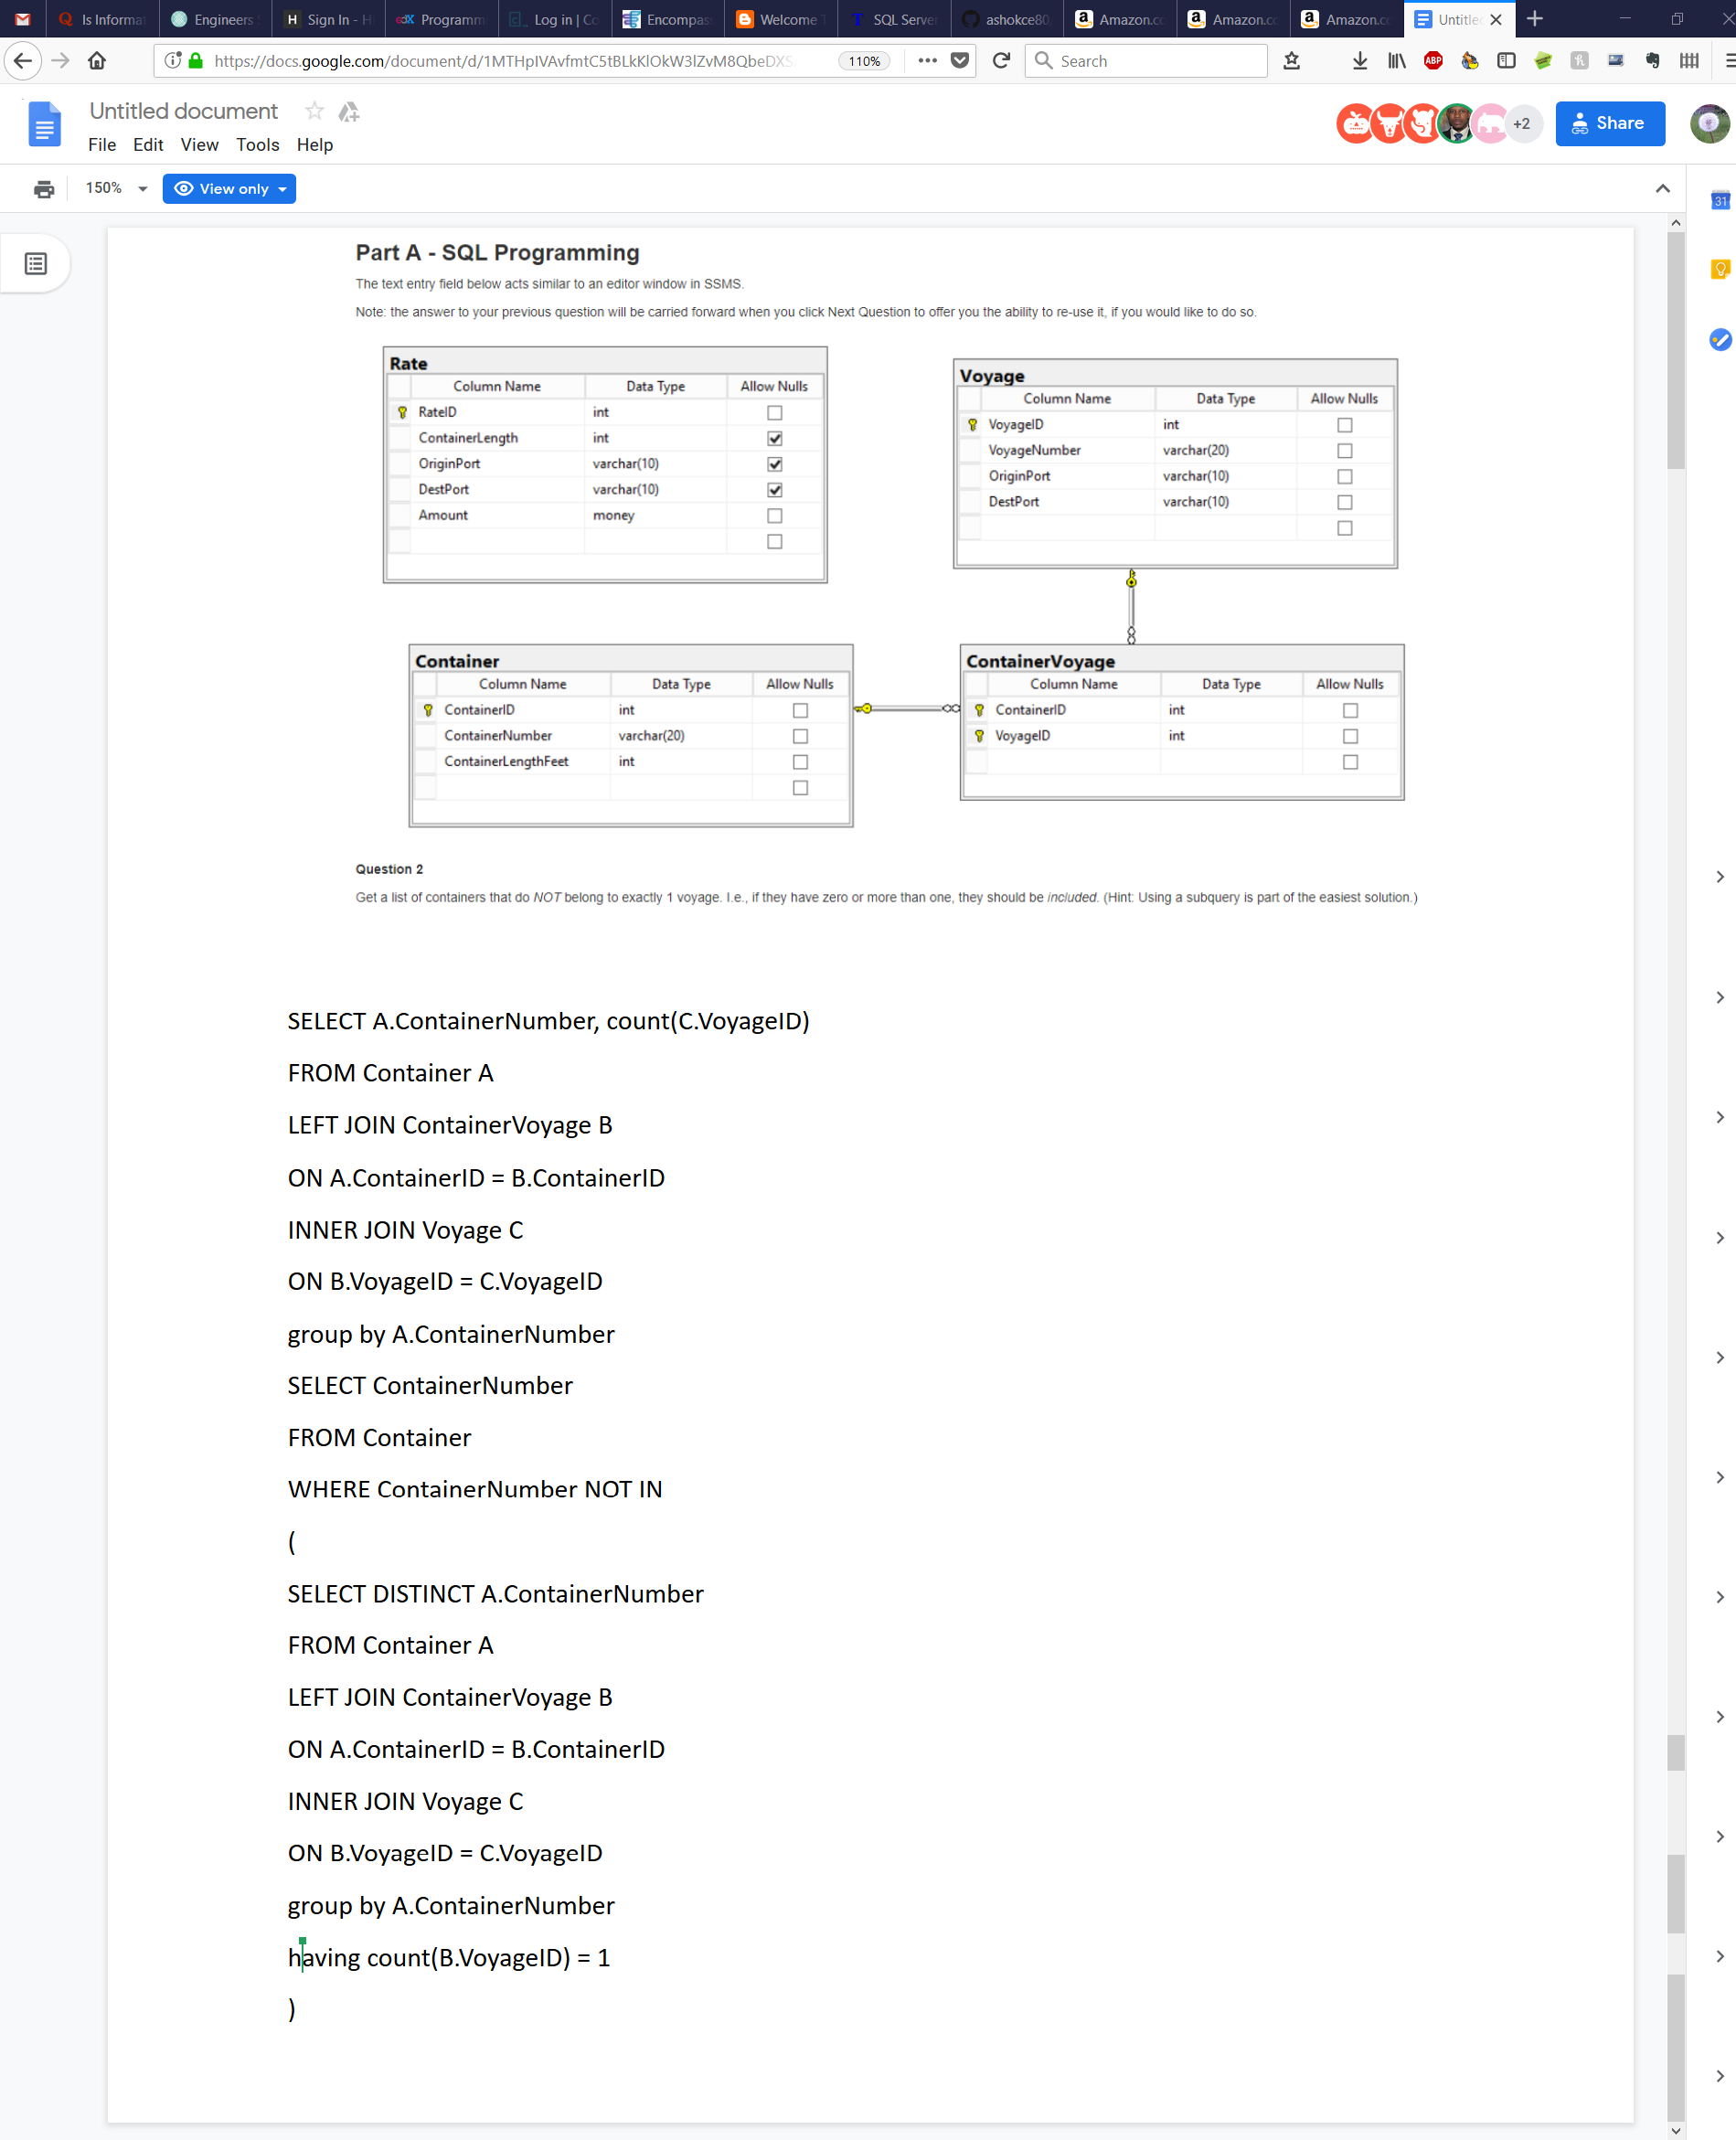 Is Informat
Engineers
H Sign In - H
edX Programm
Log in | Co
Encompas
Welcome T
T SQL Server
ashokce80
a Amazon.co
a Amazon.co
a Amazon.co
Untitle
110%
Search
ABP
Untitled document
File Edit View Tools Help
+2
Share
150%
View only
31
Part A - SQL Programming
The text entry field below acts similar to an editor window in SSMS.
Note: the answer to your previous question will be carried forward when you click Next Question to offer you the ability to re-use it, if you would like to do so.
Rate
Column Name Data Type Allow Nulls
RateID int
ContainerLength int
OriginPort varchar(10)
DestPort varchar(10)
Amount money
Voyage
Column Name Data Type Allow Nulls
VoyageID int
VoyageNumber varchar(20)
OriginPort varchar(10)
DestPort varchar(10)
Container
Column Name Data Type Allow Nulls
ContainerID int
ContainerNumber varchar(20)
ContainerLengthFeet int
ContainerVoyage
Column Name Data Type Allow Nulls
ContainerID int
VoyageID int
Question 2
Get a list of containers that do NOT belong to exactly 1 voyage. I.e., if they have zero or more than one, they should be included. (Hint: Using a subquery is part of the easiest solution.)
SELECT A.ContainerNumber, count(C.VoyageID)
FROM Container A
LEFT JOIN ContainerVoyage B
ON A.ContainerID = B.ContainerID
INNER JOIN Voyage C
ON B.VoyageID = C.VoyageID
group by A.ContainerNumber
SELECT ContainerNumber
FROM Container
WHERE ContainerNumber NOT IN
(
SELECT DISTINCT A.ContainerNumber
FROM Container A
LEFT JOIN ContainerVoyage B
ON A.ContainerID = B.ContainerID
INNER JOIN Voyage C
ON B.VoyageID = C.VoyageID
group by A.ContainerNumber
having count(B.VoyageID) = 1
)